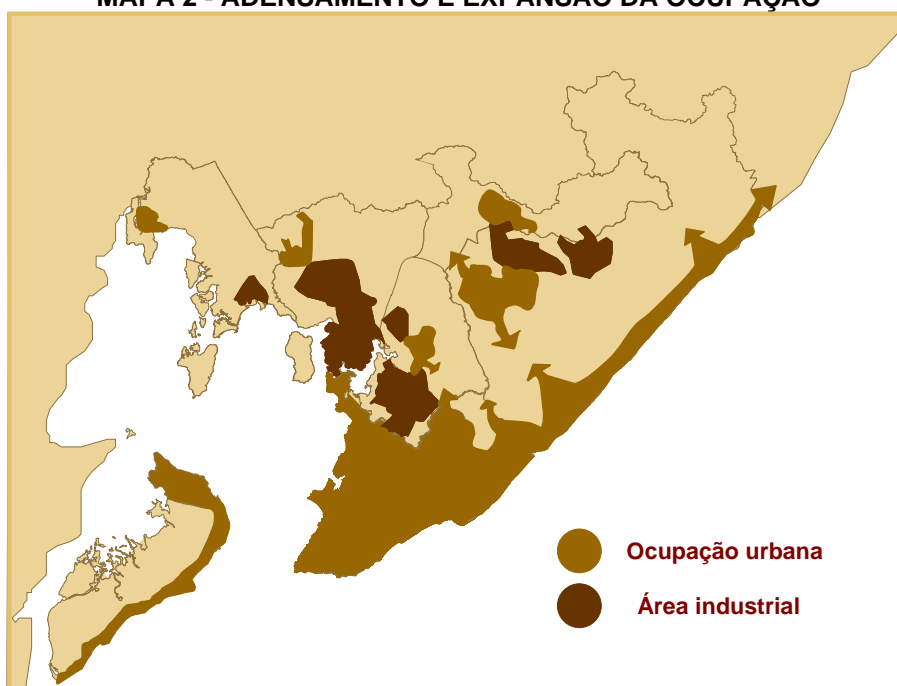 MAPA 2 - ADENSAMENTO E EXPANSÃO DA OCUPAÇÃO
Ocupação urbana
Área industrial